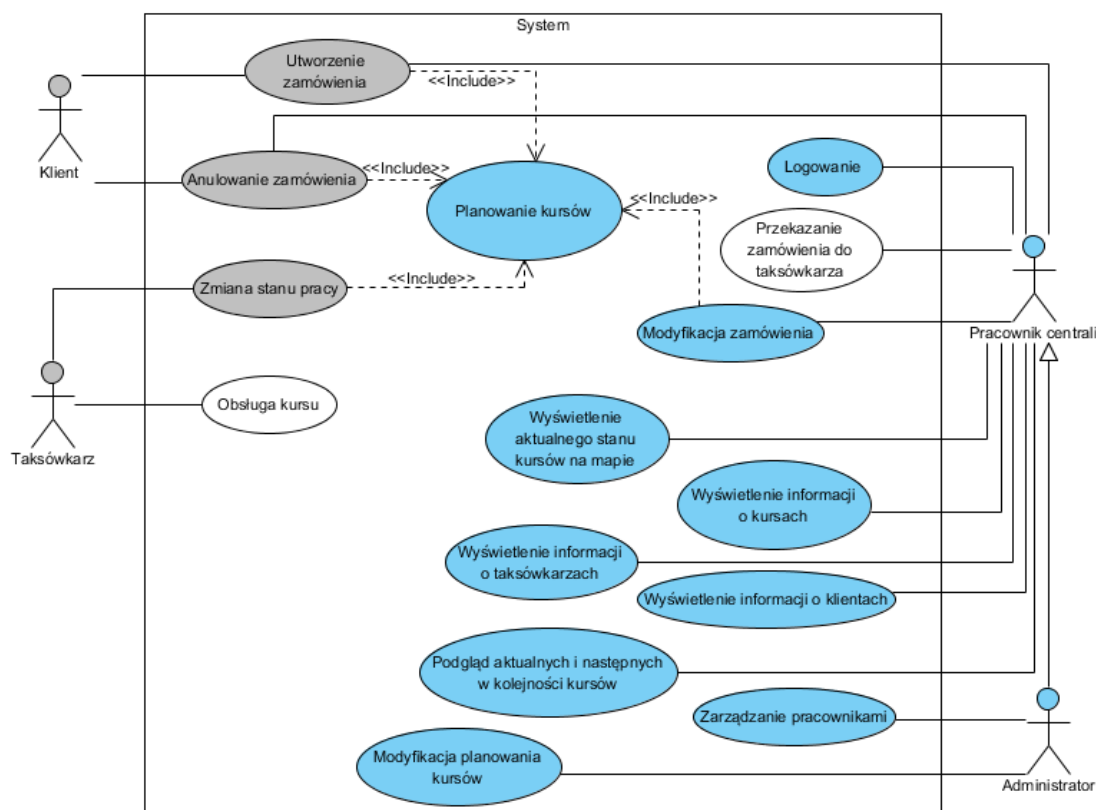 System
Utworzenie
zamówienia
<<Include>>
Klient
Anulowanie zamówienia
<<Include>>
Planowanie kursów
Logowanie
<<Include>>
Przekazanie
zamówienia do
taksówkarza
Zmiana stanu pracy
<<Include>>
Modyfikacja zamówienia
Pracownik centrali
Obsługa kursu
Taksówkarz
Wyświetlenie
aktualnego stanu
kursów na mapie
Wyświetlenie informacji
o kursach
Wyświetlenie informacji
o taksówkarzach
Wyświetlenie informacji o klientach
Podgląd aktualnych i następnych
w kolejności kursów
Zarządzanie pracownikami
Modyfikacja planowania
kursów
Administrator